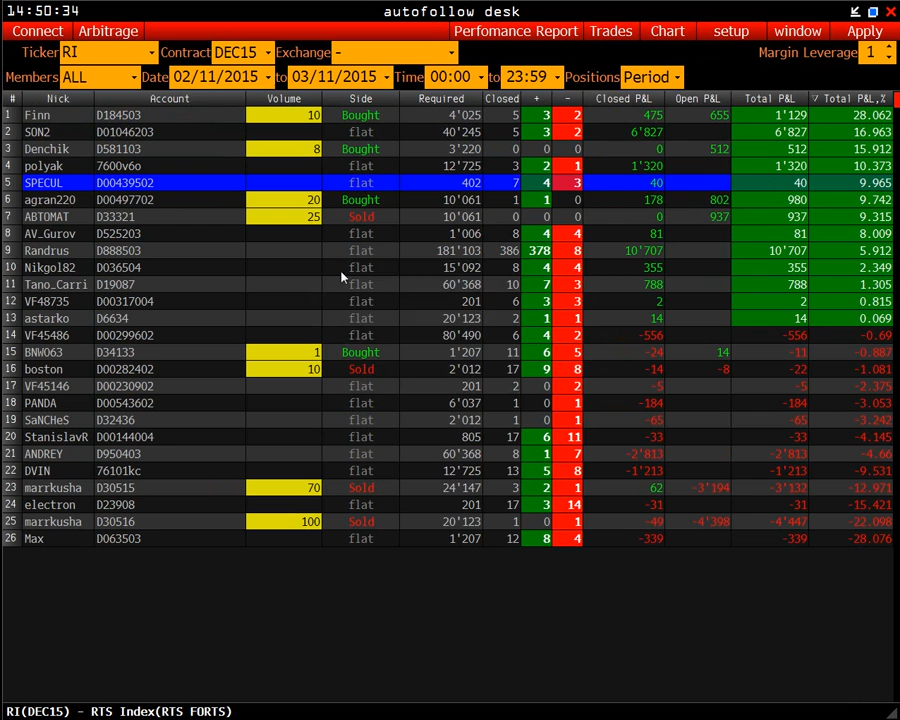 14:50:34 autofollow desk
Connect Arbitrage Perfomance Report Trades Chart setup window Apply
Ticker RI Contract DEC15 Exchange - Margin Leverage 1
Members ALL Date 02/11/2015 to 03/11/2015 Time 00:00 to 23:59 Positions Period
# Nick Account Volume Side Required Closed + - Closed P&L Open P&L Total P&L ▽ Total P&L,%
1 Finn D184503 10 Bought 4'025 5 3 2 475 655 1'129 28.062
2 SON2 D01046203 flat 40'245 5 3 2 6'827 6'827 16.963
3 Denchik D581103 8 Bought 3'220 0 0 0 0 512 512 15.912
4 polyak 7600v6o flat 12'725 3 2 1 1'320 1'320 10.373
5 SPECUL D00439502 flat 402 7 4 3 40 40 9.965
6 agran220 D00497702 20 Bought 10'061 1 1 0 178 802 980 9.742
7 ABTOMAT D33321 25 Sold 10'061 0 0 0 0 937 937 9.315
8 AV_Gurov D525203 flat 1'006 8 4 4 81 81 8.009
9 Randrus D888503 flat 181'103 386 378 8 10'707 10'707 5.912
10 Nikgol82 D036504 flat 15'092 8 4 4 355 355 2.349
11 Tano_Carri D19087 flat 60'368 10 7 3 788 788 1.305
12 VF48735 D00317004 flat 201 6 3 3 2 2 0.815
13 astarko D6634 flat 20'123 2 1 1 14 14 0.069
14 VF45486 D00299602 flat 80'490 6 4 2 -556 -556 -0.69
15 BNW063 D34133 1 Bought 1'207 11 6 5 -24 14 -11 -0.887
16 boston D00282402 10 Sold 2'012 17 9 8 -14 -8 -22 -1.081
17 VF45146 D00230902 flat 201 2 0 2 -5 -5 -2.375
18 PANDA D00543602 flat 6'037 1 0 1 -184 -184 -3.053
19 SaNCHeS D32436 flat 2'012 1 0 1 -65 -65 -3.242
20 StanislavR D00144004 flat 805 17 6 11 -33 -33 -4.145
21 ANDREY D950403 flat 60'368 8 1 7 -2'813 -2'813 -4.66
22 DVIN 76101kc flat 12'725 13 5 8 -1'213 -1'213 -9.531
23 marrkusha D30515 70 Sold 24'147 3 2 1 62 -3'194 -3'132 -12.971
24 electron D23908 flat 201 17 3 14 -31 -31 -15.421
25 marrkusha D30516 100 Sold 20'123 1 0 1 -49 -4'398 -4'447 -22.098
26 Max D063503 flat 1'207 12 8 4 -339 -339 -28.076
RI(DEC15) - RTS Index(RTS FORTS)